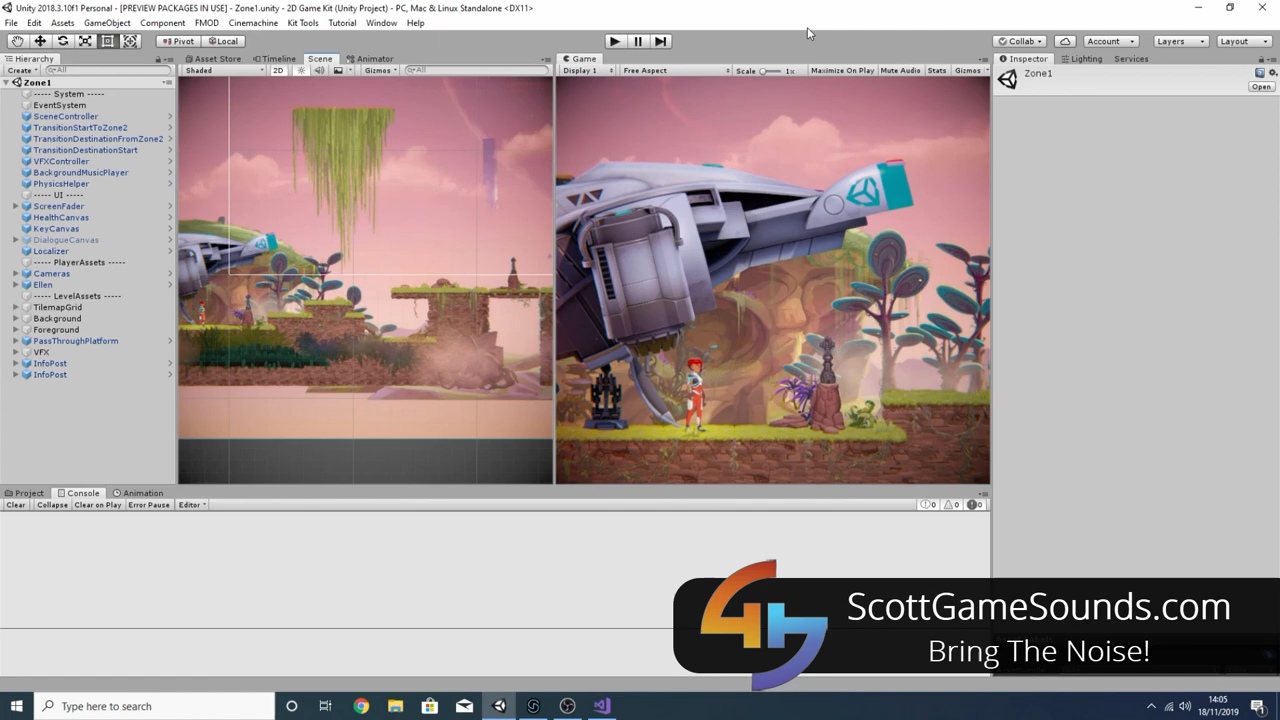 Unity 2018.3.10f1 Personal - [PREVIEW PACKAGES IN USE] - Zone1.unity - 2D Game Kit (Unity Project) - PC, Mac & Linux Standalone <DX11>
File Edit Assets GameObject Component FMOD Cinemachine Kit Tools Tutorial Window Help
Pivot Local Collab Account Layers Layout
Hierarchy Asset Store Timeline Scene Animator Game Inspector Lighting Services
Create All Shaded 2D Gizmos All Display 1 Free Aspect Scale 1x Maximize On Play Mute Audio Stats Gizmos Zone1
Open
Zone1
----- System -----
EventSystem
SceneController
TransitionStartToZone2
TransitionDestinationFromZone2
TransitionDestinationStart
VFXController
BackgroundMusicPlayer
PhysicsHelper
----- UI -----
ScreenFader
HealthCanvas
KeyCanvas
DialogueCanvas
Localizer
----- PlayerAssets -----
Cameras
Ellen
----- LevelAssets -----
TilemapGrid
Background
Foreground
PassThroughPlatform
VFX
InfoPost
InfoPost
Project Console Animation
Clear Collapse Clear on Play Error Pause Editor 0 0 0
ScottGameSounds.com
Bring The Noise!
Type here to search
14:05
18/11/2019
1